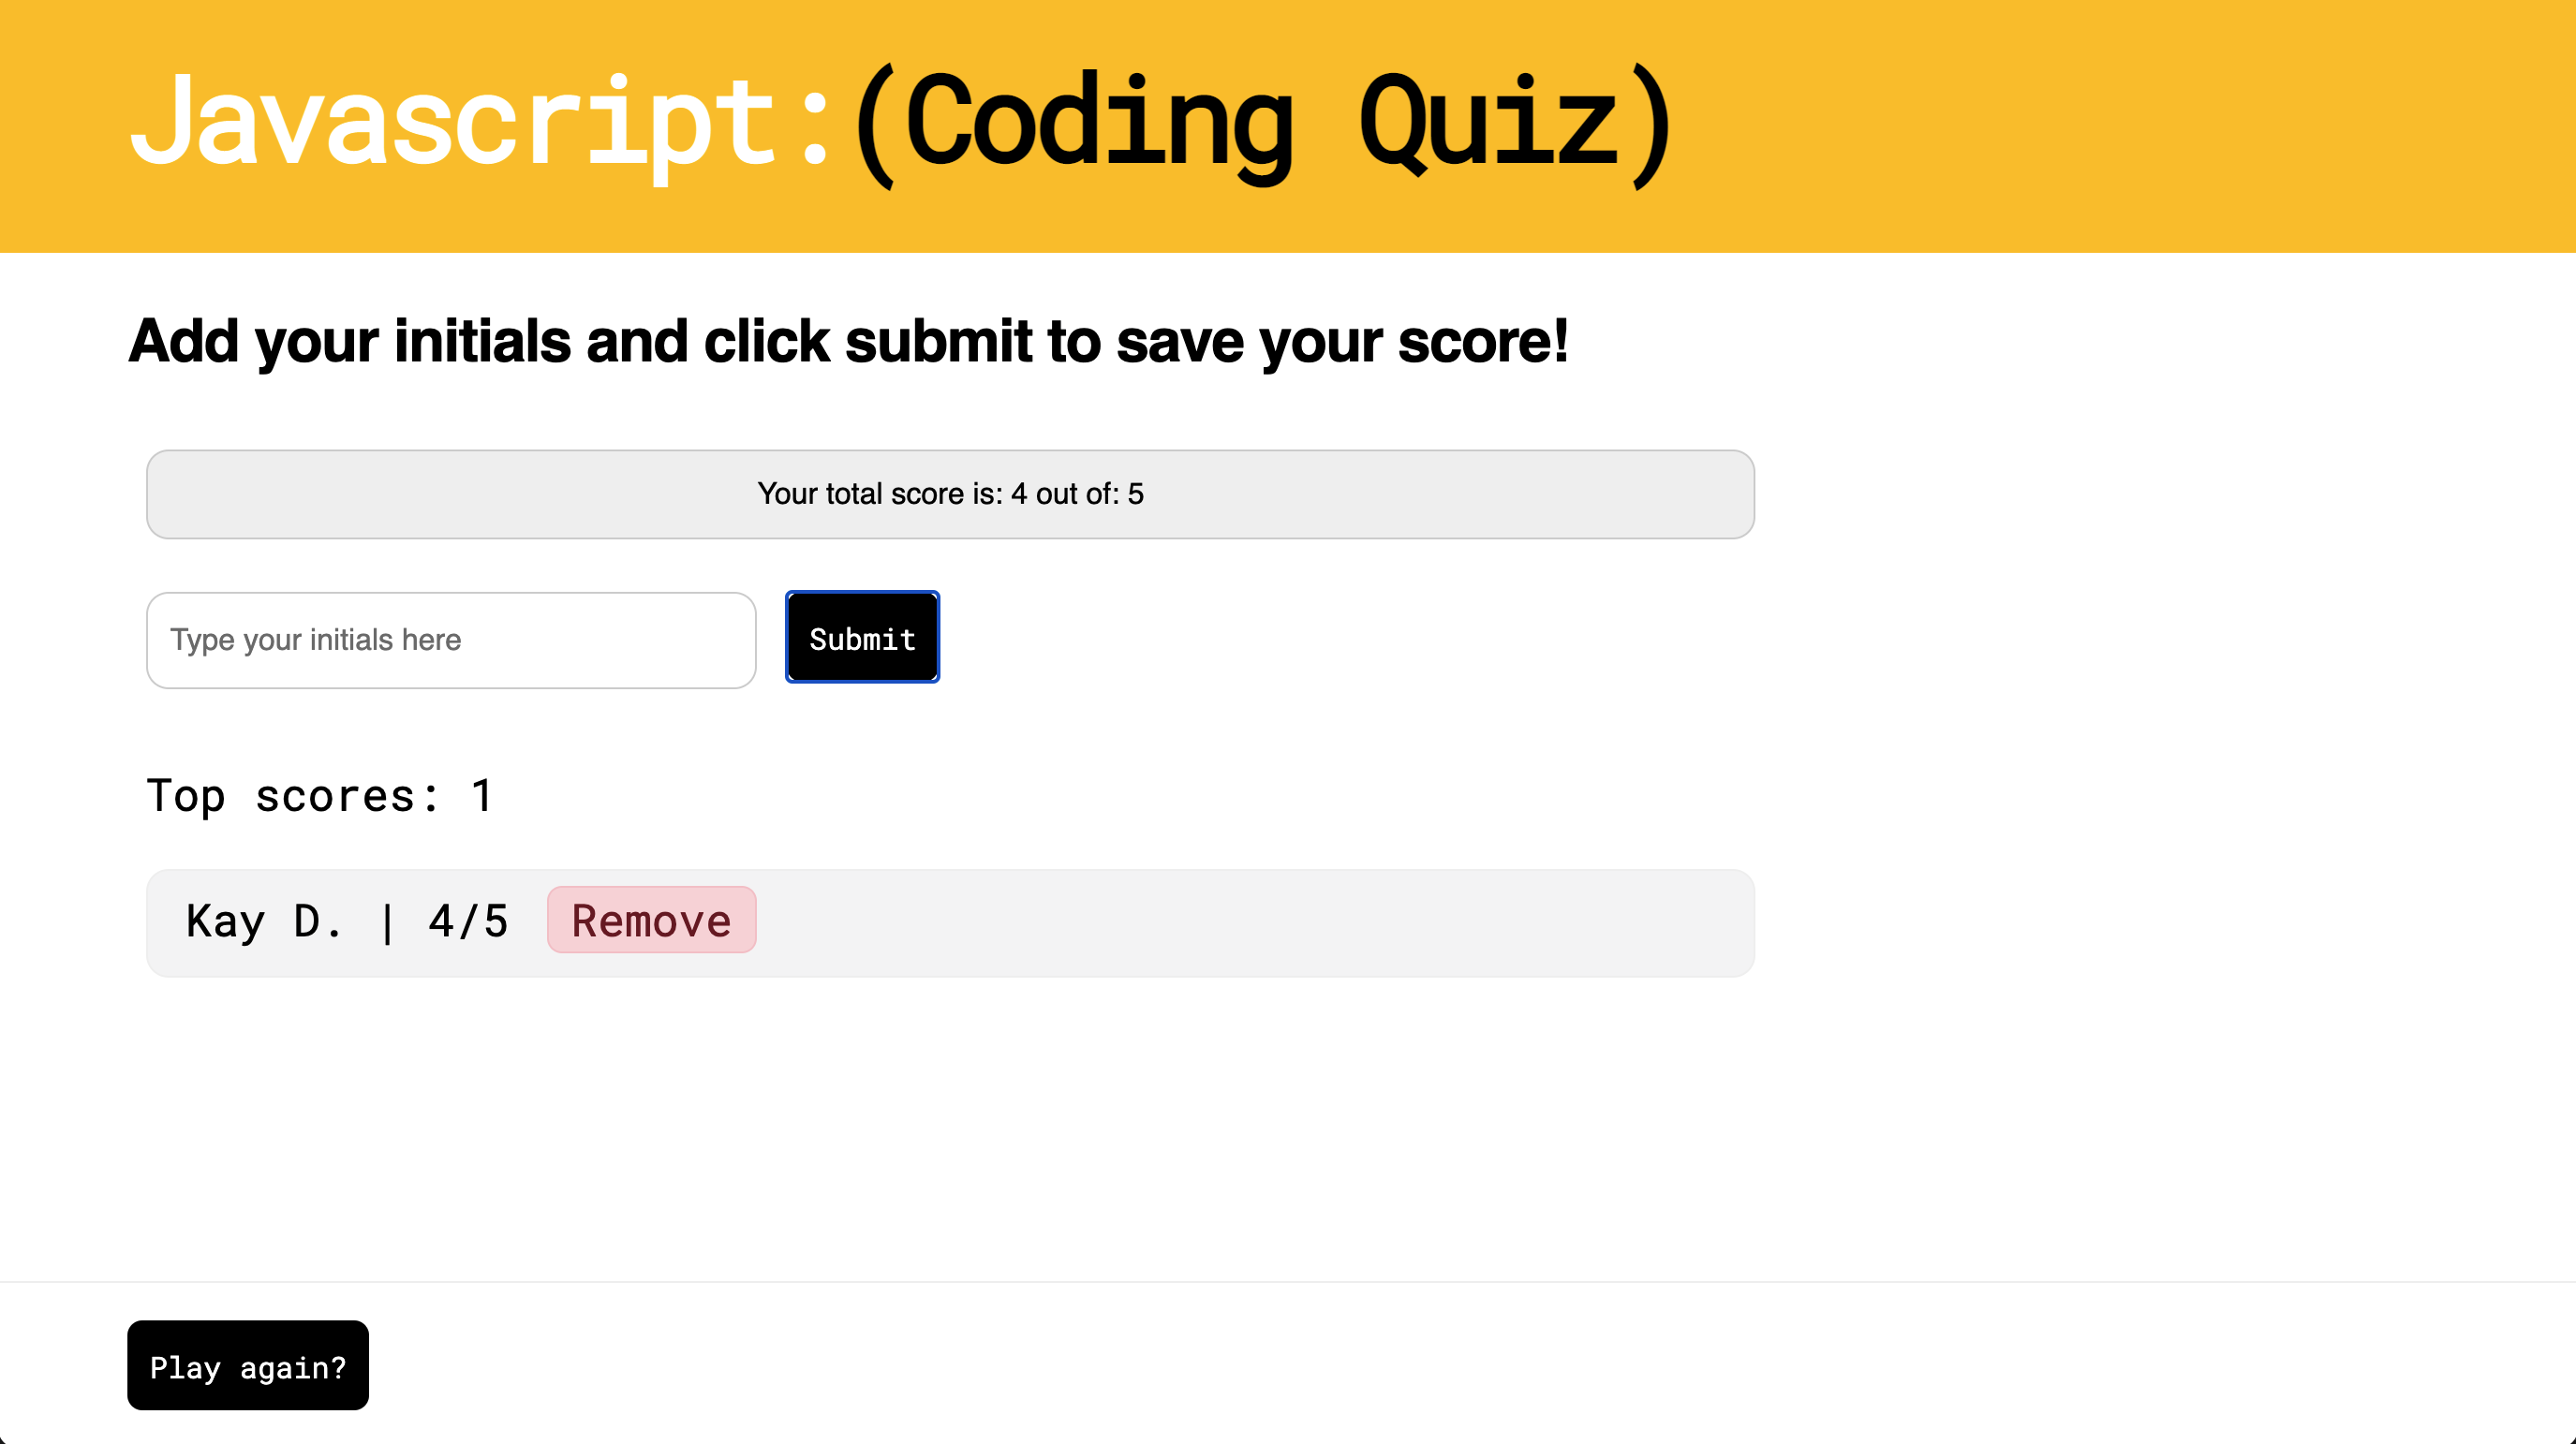 Javascript:(Coding Quiz)
Add your initials and click submit to save your score!
Your total score is: 4 out of: 5
Type your initials here
Submit
Top scores: 1
Kay D. | 4/5
Remove
Play again?